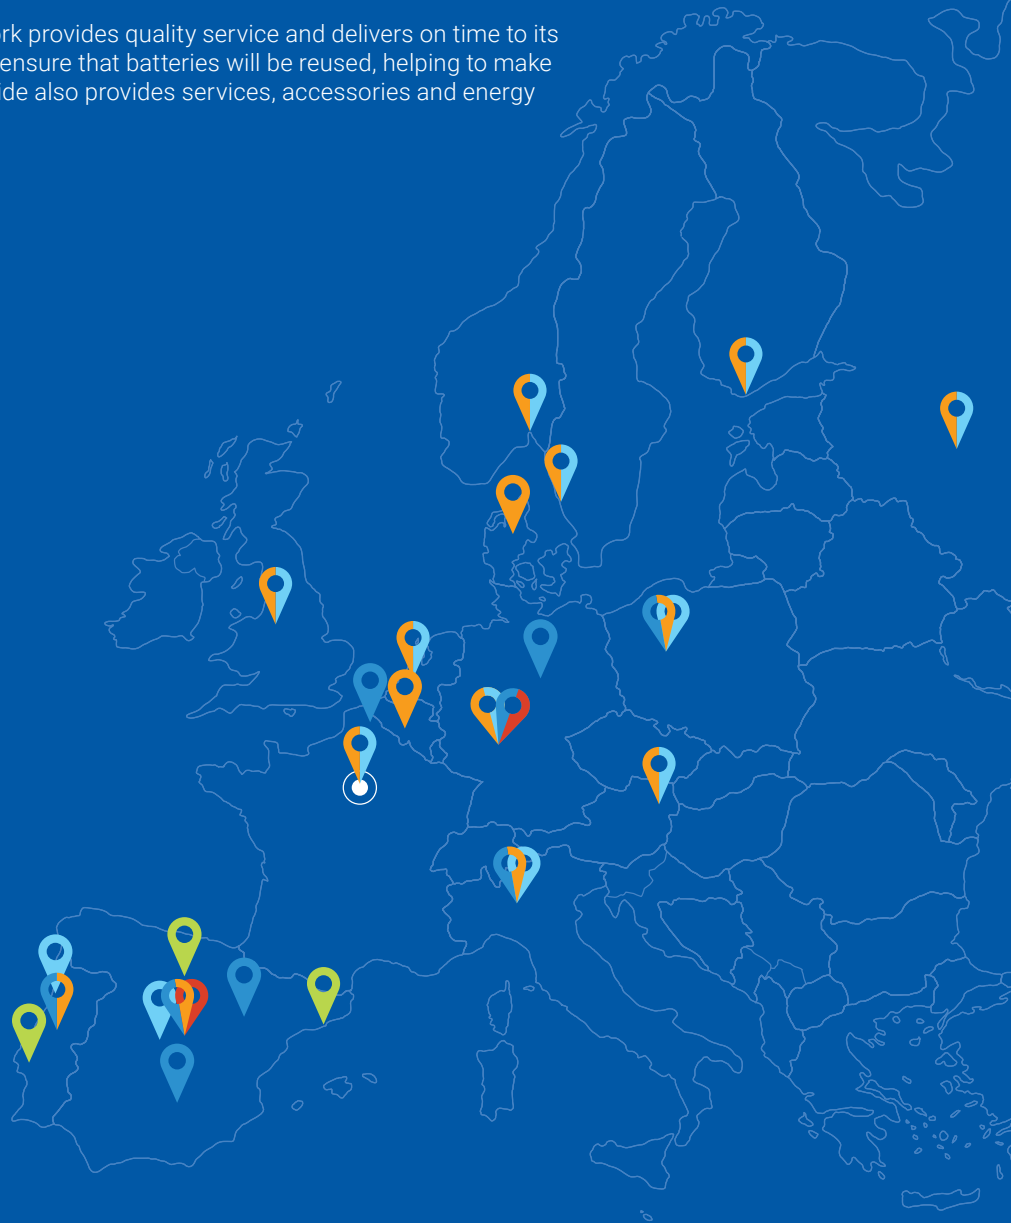 rk provides quality service and delivers on time to its
ensure that batteries will be reused, helping to make
ide also provides services, accessories and energy